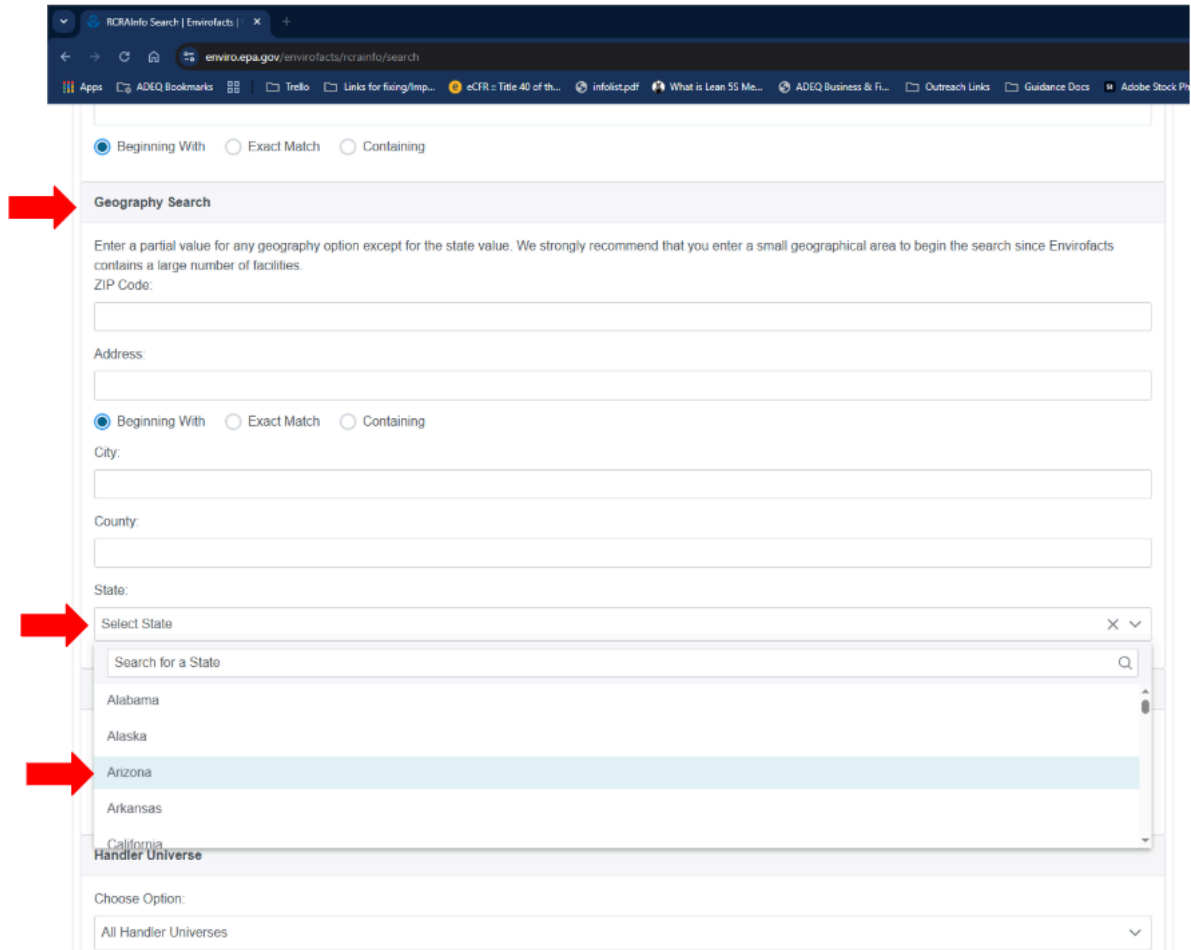 RCRAInfo Search | Envirofacts |
enviro.epa.gov/envirofacts/rcrainfo/search
Apps ADEQ Bookmarks Trello Links for fixing/Imp... eCFR :: Title 40 of th... infolist.pdf What is Lean 5S Me... ADEQ Business & Fi... Outreach Links Guidance Docs Adobe Stock Ph
Beginning With Exact Match Containing
Geography Search
Enter a partial value for any geography option except for the state value. We strongly recommend that you enter a small geographical area to begin the search since Envirofacts
contains a large number of facilities.
ZIP Code:
Address:
Beginning With Exact Match Containing
City:
County:
State:
Select State
Search for a State
Alabama
Alaska
Arizona
Arkansas
California
Handler Universe
Choose Option:
All Handler Universes